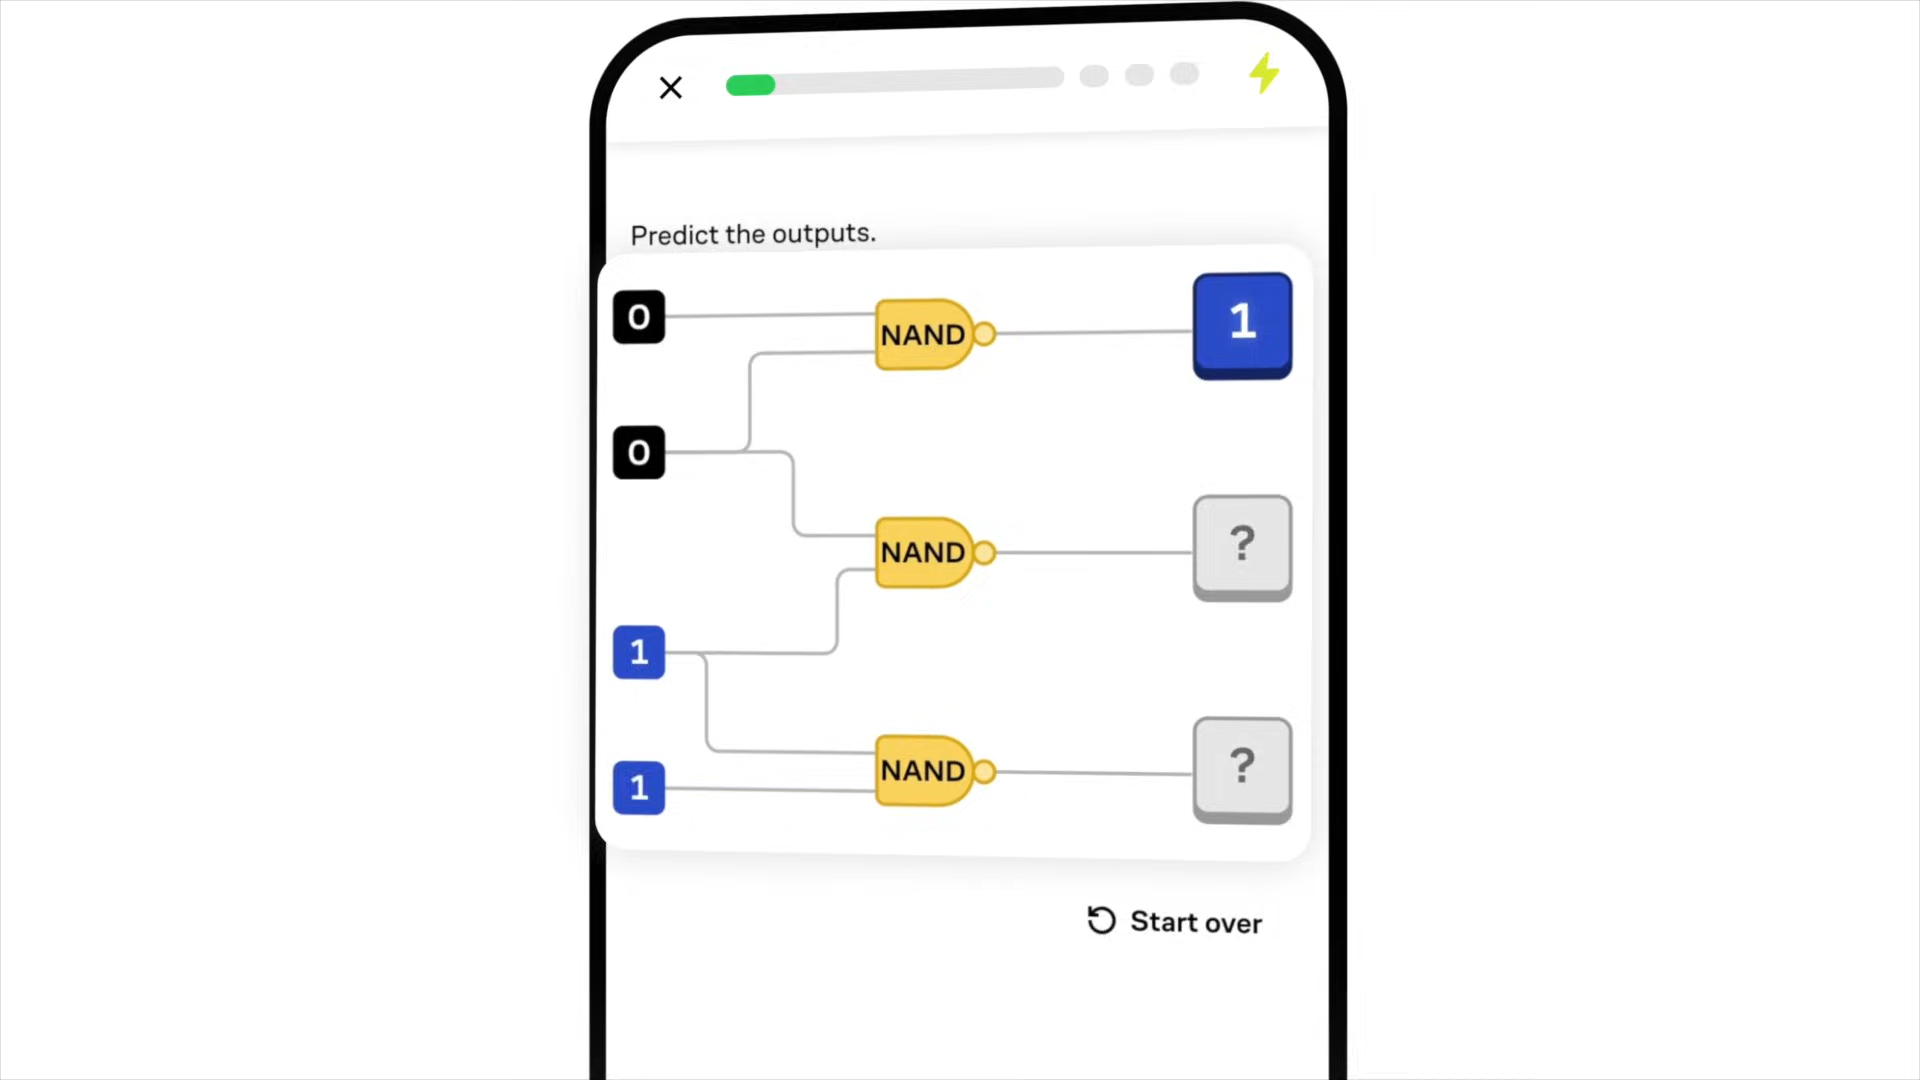 Predict the outputs.
0
NAND
1
0
NAND
?
1
NAND
?
1
Start over